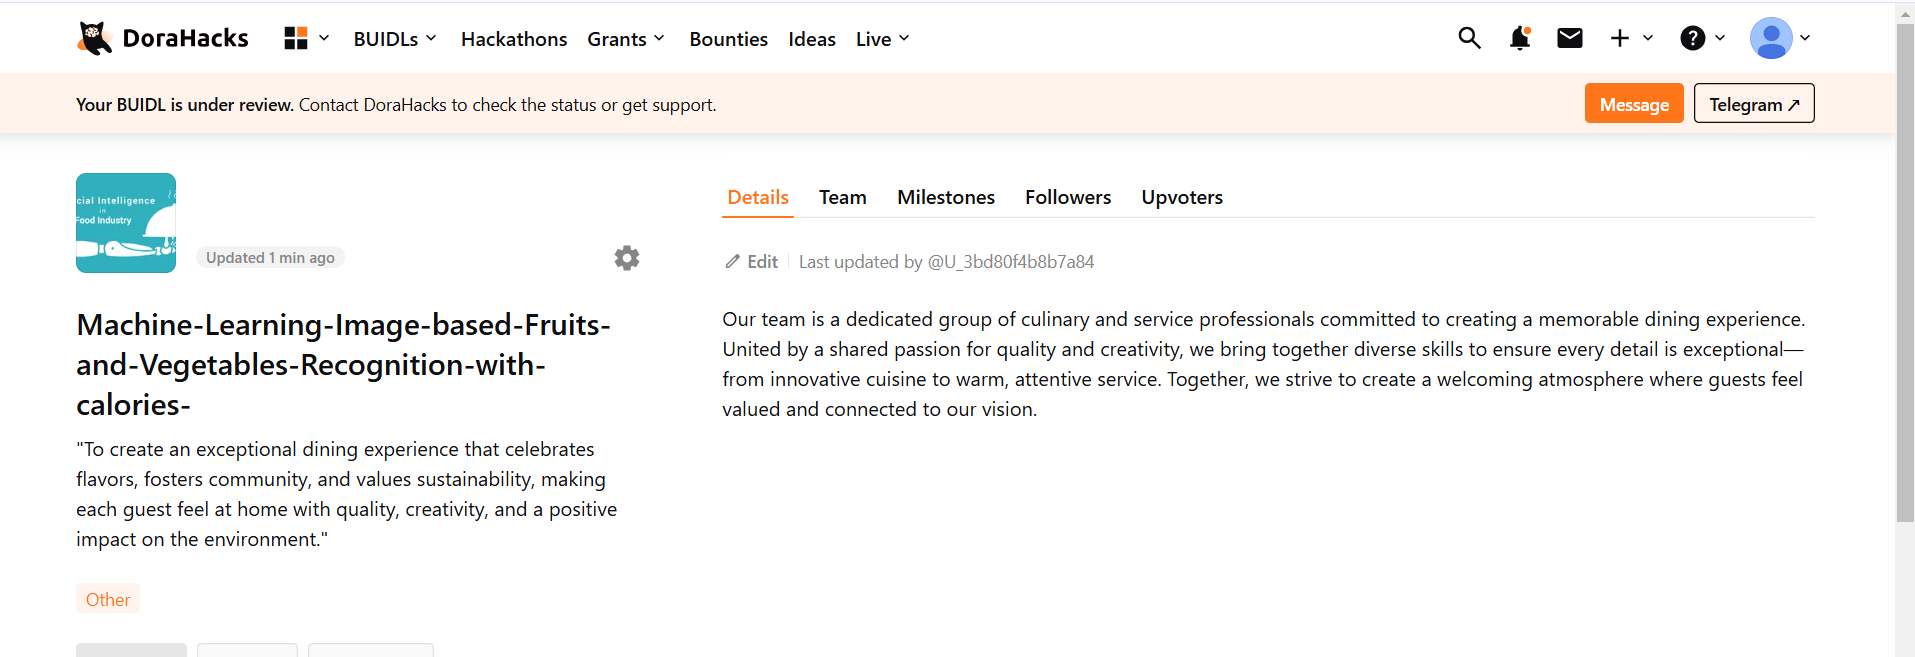 DoraHacks BUIDLs Hackathons Grants Bounties Ideas Live
Your BUIDL is under review. Contact DoraHacks to check the status or get support. Message Telegram ↗
cial Intelligence
in
Food Industry
Updated 1 min ago
Machine-Learning-Image-based-Fruits-
and-Vegetables-Recognition-with-
calories-
"To create an exceptional dining experience that celebrates
flavors, fosters community, and values sustainability, making
each guest feel at home with quality, creativity, and a positive
impact on the environment."
Other
Details Team Milestones Followers Upvoters
Edit Last updated by @U_3bd80f4b8b7a84
Our team is a dedicated group of culinary and service professionals committed to creating a memorable dining experience.
United by a shared passion for quality and creativity, we bring together diverse skills to ensure every detail is exceptional—
from innovative cuisine to warm, attentive service. Together, we strive to create a welcoming atmosphere where guests feel
valued and connected to our vision.